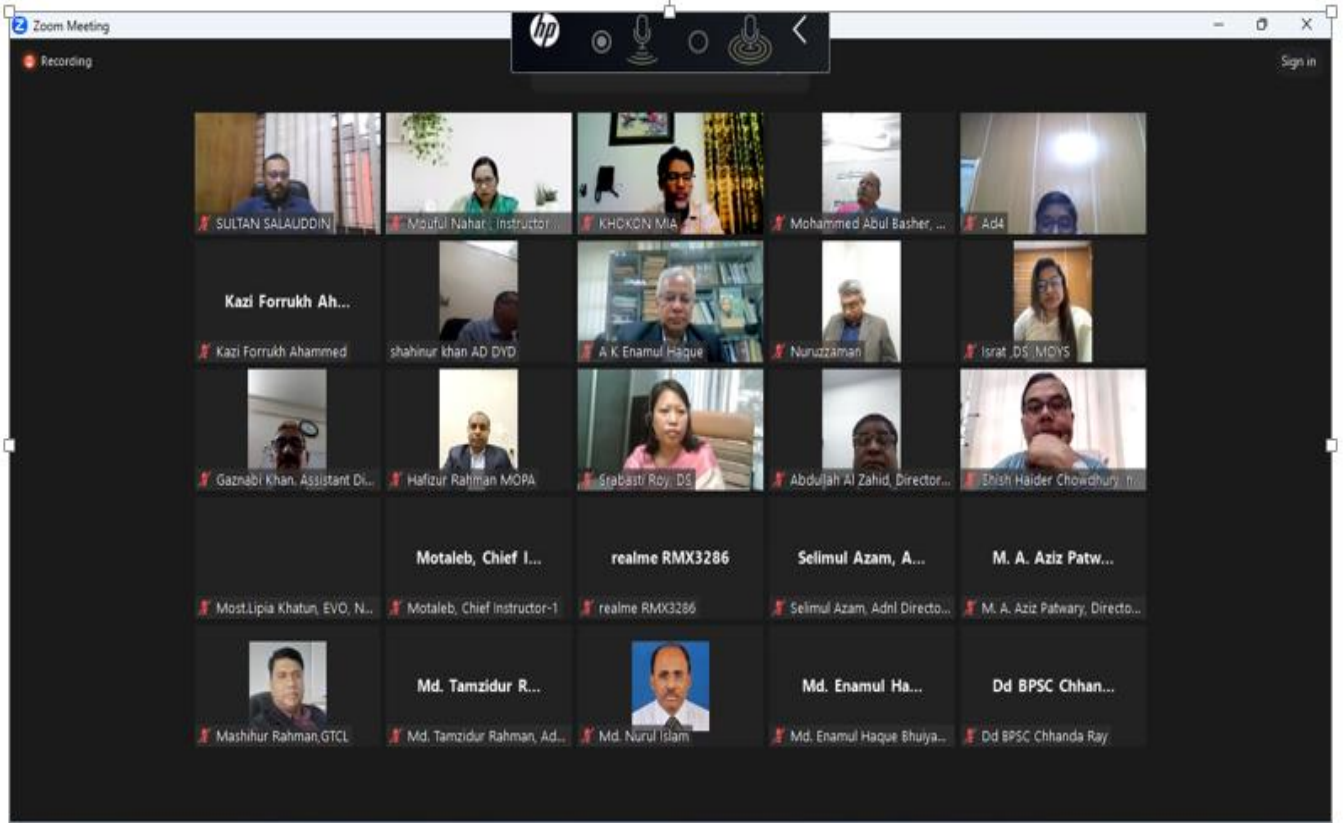 Zoom Meeting
hp
Recording
Sign in
SULTAN SALAUDDIN
Mouful Nahar, Instructor ...
KHOKON MIA
Mohammed Abul Basher, ...
Ad4
Kazi Forrukh Ah...
Kazi Forrukh Ahammed
shahinur khan AD DYD
A K Enamul Haque
Nuruzzaman
Israt ,DS ,MOYS
Gaznabi Khan. Assistant Di...
Hafizur Rahman MOPA
Srabasti Roy, DS
Abdullah Al Zahid, Director...
Shish Haider Chowdhury
Most.Lipia Khatun, EVO, N...
Motaleb, Chief I...
Motaleb, Chief Instructor-1
realme RMX3286
realme RMX3286
Selimul Azam, A...
Selimul Azam, Adnl Directo...
M. A. Aziz Patw...
M. A. Aziz Patwary, Directo...
Mashihur Rahman,GTCL
Md. Tamzidur R...
Md. Tamzidur Rahman, Ad...
Md. Nurul Islam
Md. Enamul Ha...
Md. Enamul Haque Bhuiya...
Dd BPSC Chhan...
Dd BPSC Chhanda Ray